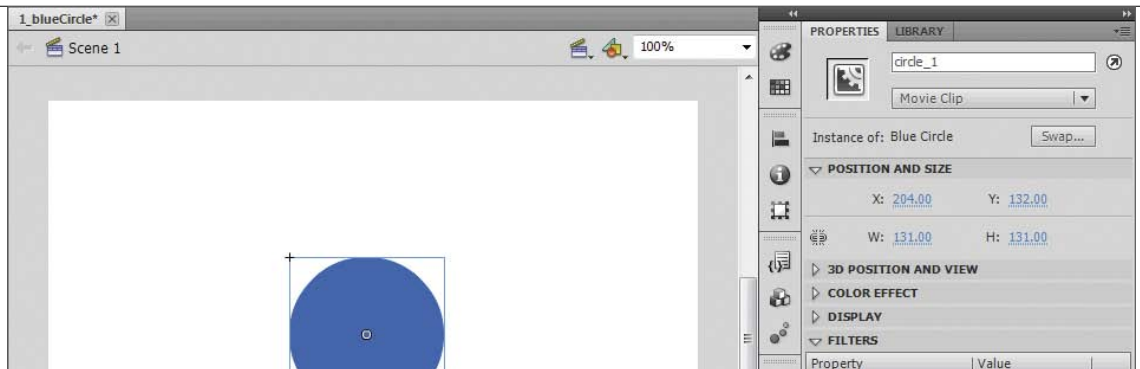 1_blueCircle*
Scene 1
100%
PROPERTIES
LIBRARY
circle_1
Movie Clip
Instance of: Blue Circle
Swap...
POSITION AND SIZE
X: 204.00 Y: 132.00
W: 131.00 H: 131.00
3D POSITION AND VIEW
COLOR EFFECT
DISPLAY
FILTERS
Property Value